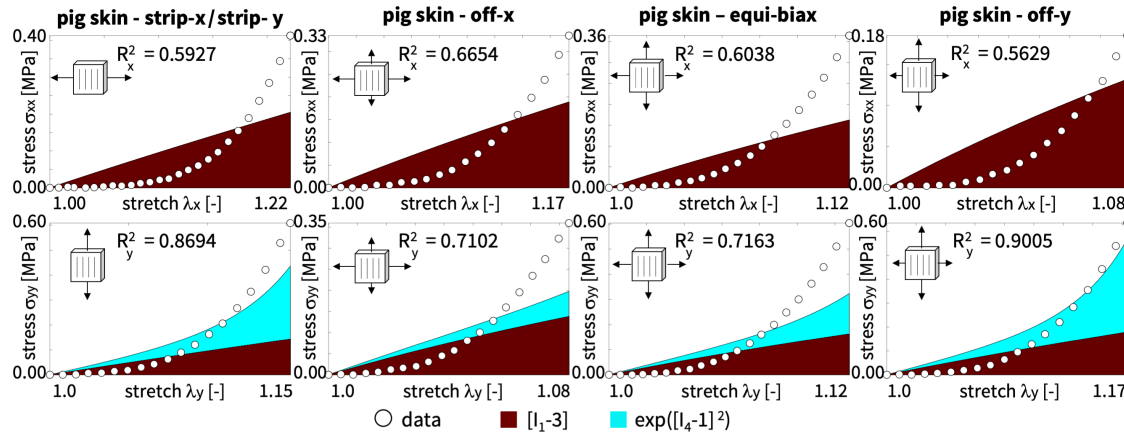 pig skin - strip-x/strip- y
pig skin - off-x
pig skin – equi-biax
pig skin - off-y
0.40
stress σxx [MPa]
0.00
R²x = 0.5927
1.00 stretch λx [-] 1.22
0.33
stress σxx [MPa]
0.00
R²x = 0.6654
1.00 stretch λx [-] 1.17
0.36
stress σxx [MPa]
0.00
R²x = 0.6038
1.0 stretch λx [-] 1.12
0.18
stress σxx [MPa]
0.00
R²x = 0.5629
1.00 stretch λx [-] 1.08
0.60
stress σyy [MPa]
0.00
R²y = 0.8694
1.0 stretch λy [-] 1.15
0.35
stress σyy [MPa]
0.00
R²y = 0.7102
1.0 stretch λy [-] 1.08
0.60
stress σyy [MPa]
0.00
R²y = 0.7163
1.0 stretch λy [-] 1.12
0.60
stress σyy [MPa]
0.00
R²y = 0.9005
1.0 stretch λy [-] 1.17
data
[I₁-3]
exp([I₄-1]²)